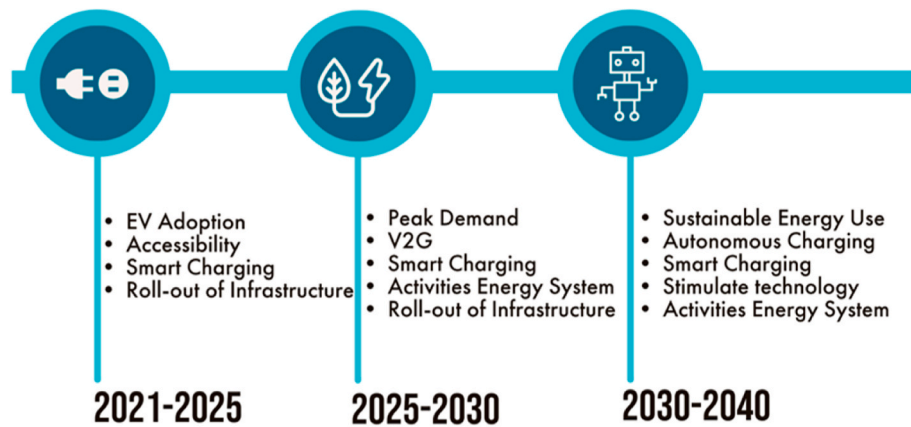 • EV Adoption
• Accessibility
• Smart Charging
• Roll-out of Infrastructure
2021-2025
• Peak Demand
• V2G
• Smart Charging
• Activities Energy System
• Roll-out of Infrastructure
2025-2030
• Sustainable Energy Use
• Autonomous Charging
• Smart Charging
• Stimulate technology
• Activities Energy System
2030-2040